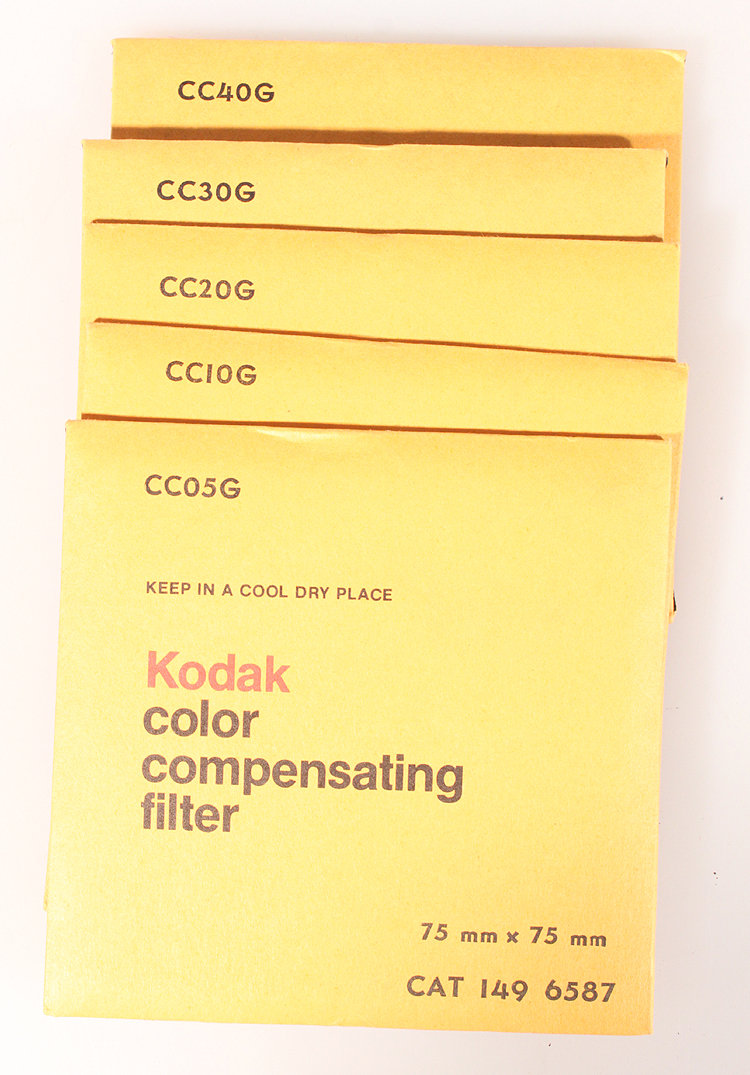 CC40G
CC30G
CC20G
CC10G
CC05G
KEEP IN A COOL DRY PLACE
Kodak
color
compensating
filter
75 mm x 75 mm
CAT 149 6587